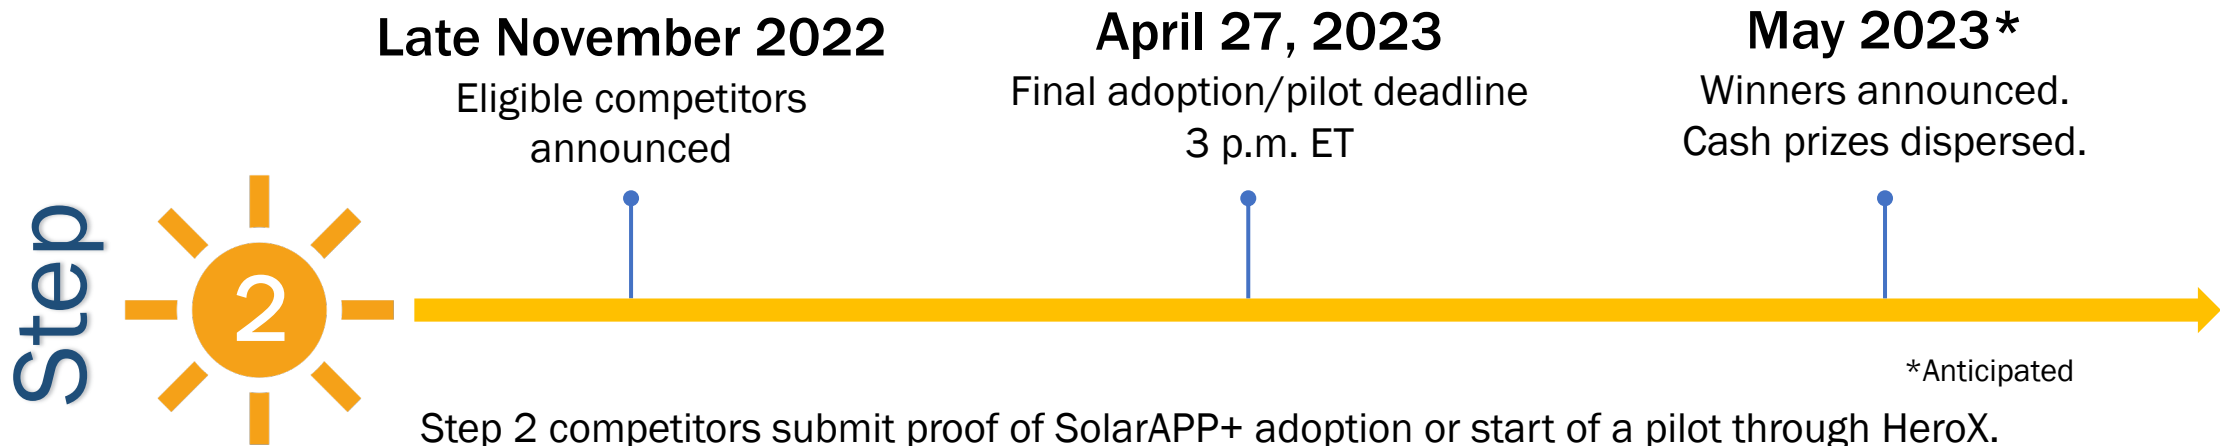 Late November 2022
Eligible competitors
announced
April 27, 2023
Final adoption/pilot deadline
3 p.m. ET
May 2023*
Winners announced.
Cash prizes dispersed.
Step
2
*Anticipated
Step 2 competitors submit proof of SolarAPP+ adoption or start of a pilot through HeroX.